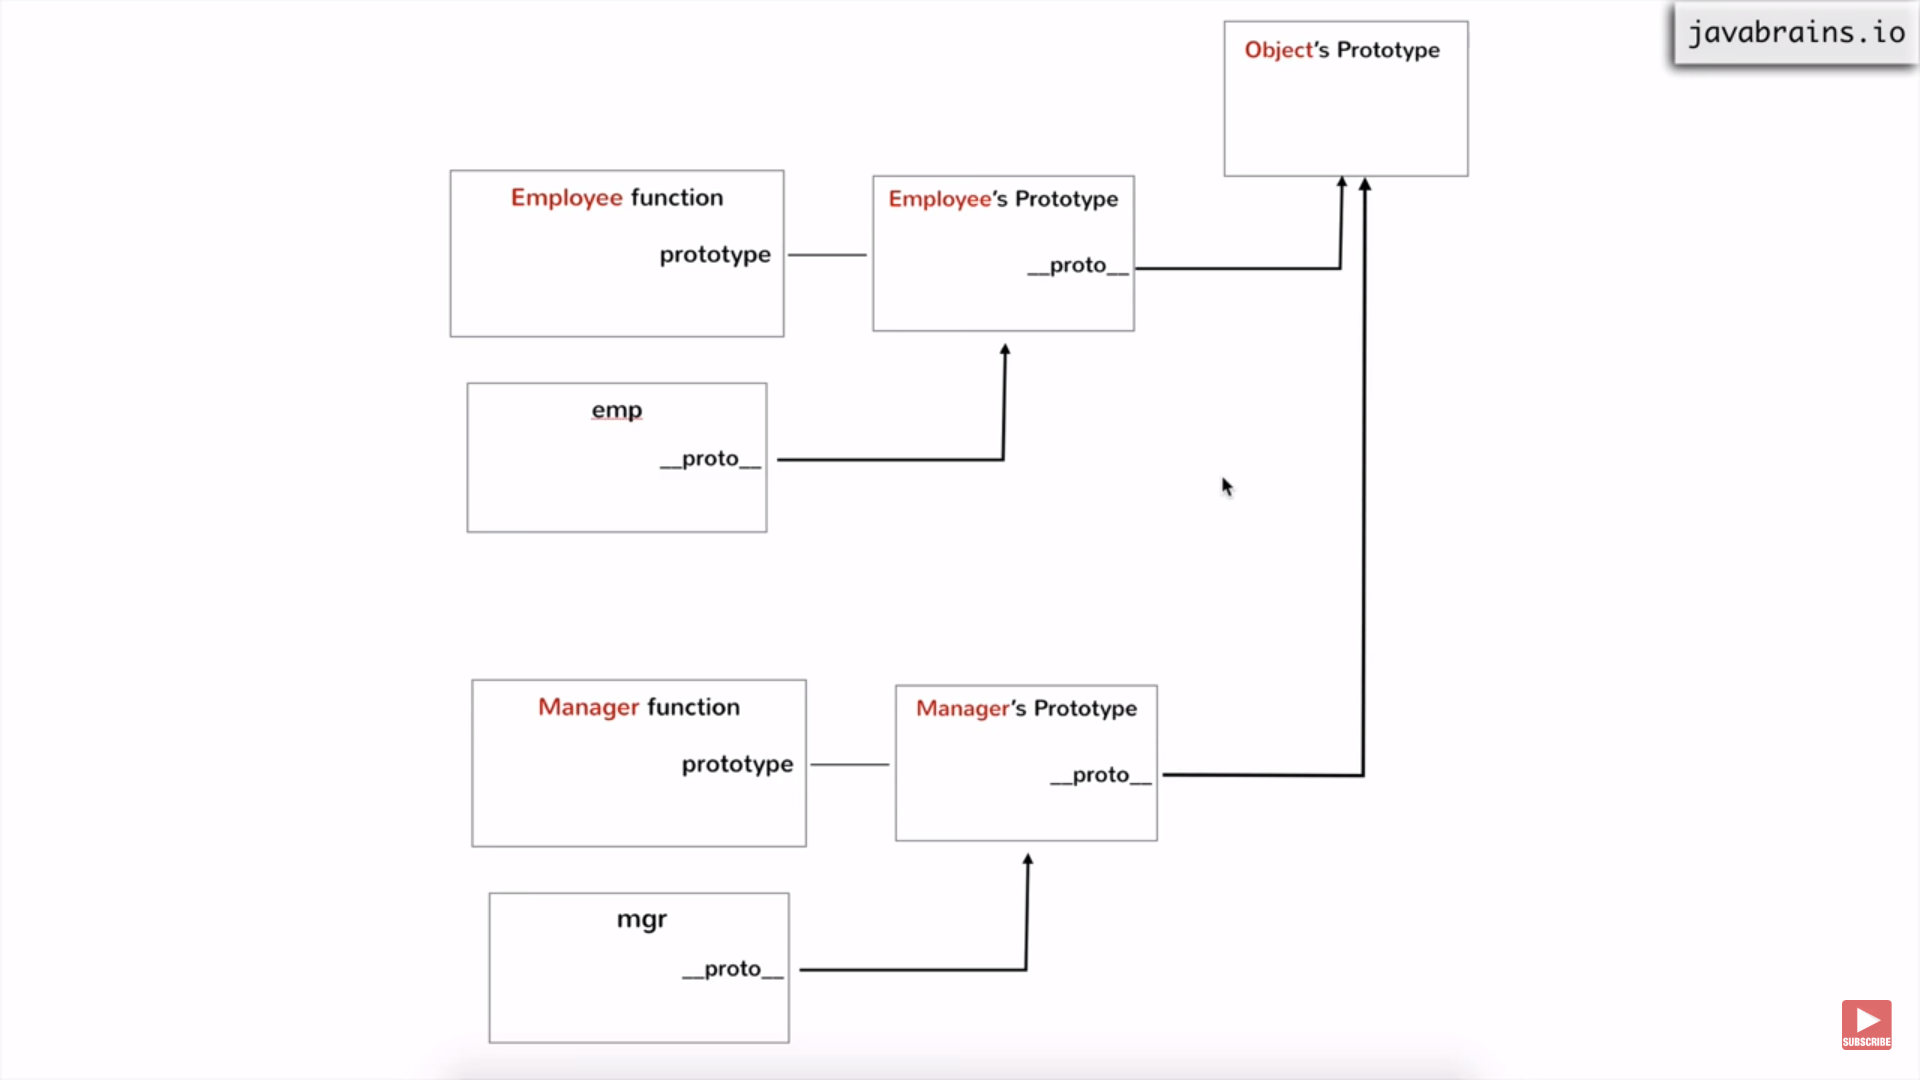 javabrains.io
Object's Prototype
Employee function
prototype
Employee's Prototype
__proto__
emp
__proto__
Manager function
prototype
Manager's Prototype
__proto__
mgr
__proto__
SUBSCRIBE